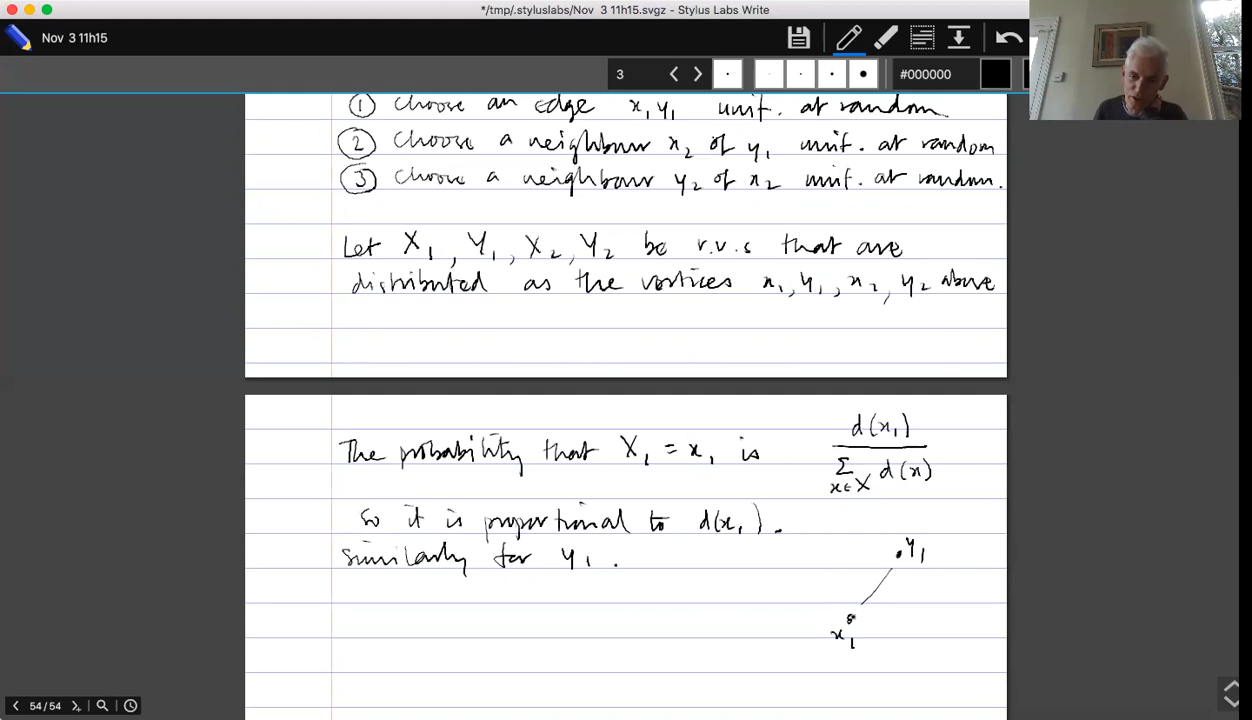 */tmp/.styluslabs/Nov 3 11h15.svgz - Stylus Labs Write
Nov 3 11h15
3
#000000
① Choose an edge x₁y₁ unif. at random
② Choose a neighbour x₂ of y₁ unif. at random
③ Choose a neighbour y₂ of x₂ unif. at random.
Let X₁, Y₁, X₂, Y₂ be r.v.s that are
distributed as the vertices x₁, y₁, x₂, y₂ above
The probability that X₁ = x₁ is d(x₁) / ∑_{x∈X} d(x)
so it is proportional to d(x₁).
similarly for y₁.
y₁
x₁
54/54